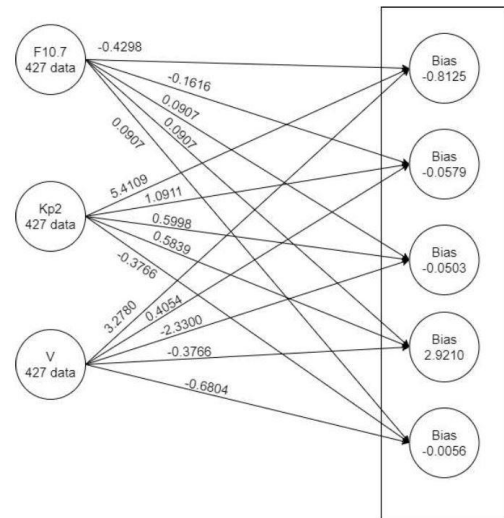 F10.7
427 data
-0.4298
-0.1616
0.0907
0.0907
0.0907
Kp2
427 data
5.4109
1.0911
0.5998
0.5839
-0.3766
V
427 data
3.2780
0.4054
-2.3300
-0.3766
-0.6804
Bias
-0.8125
Bias
-0.0579
Bias
-0.0503
Bias
2.9210
Bias
-0.0056